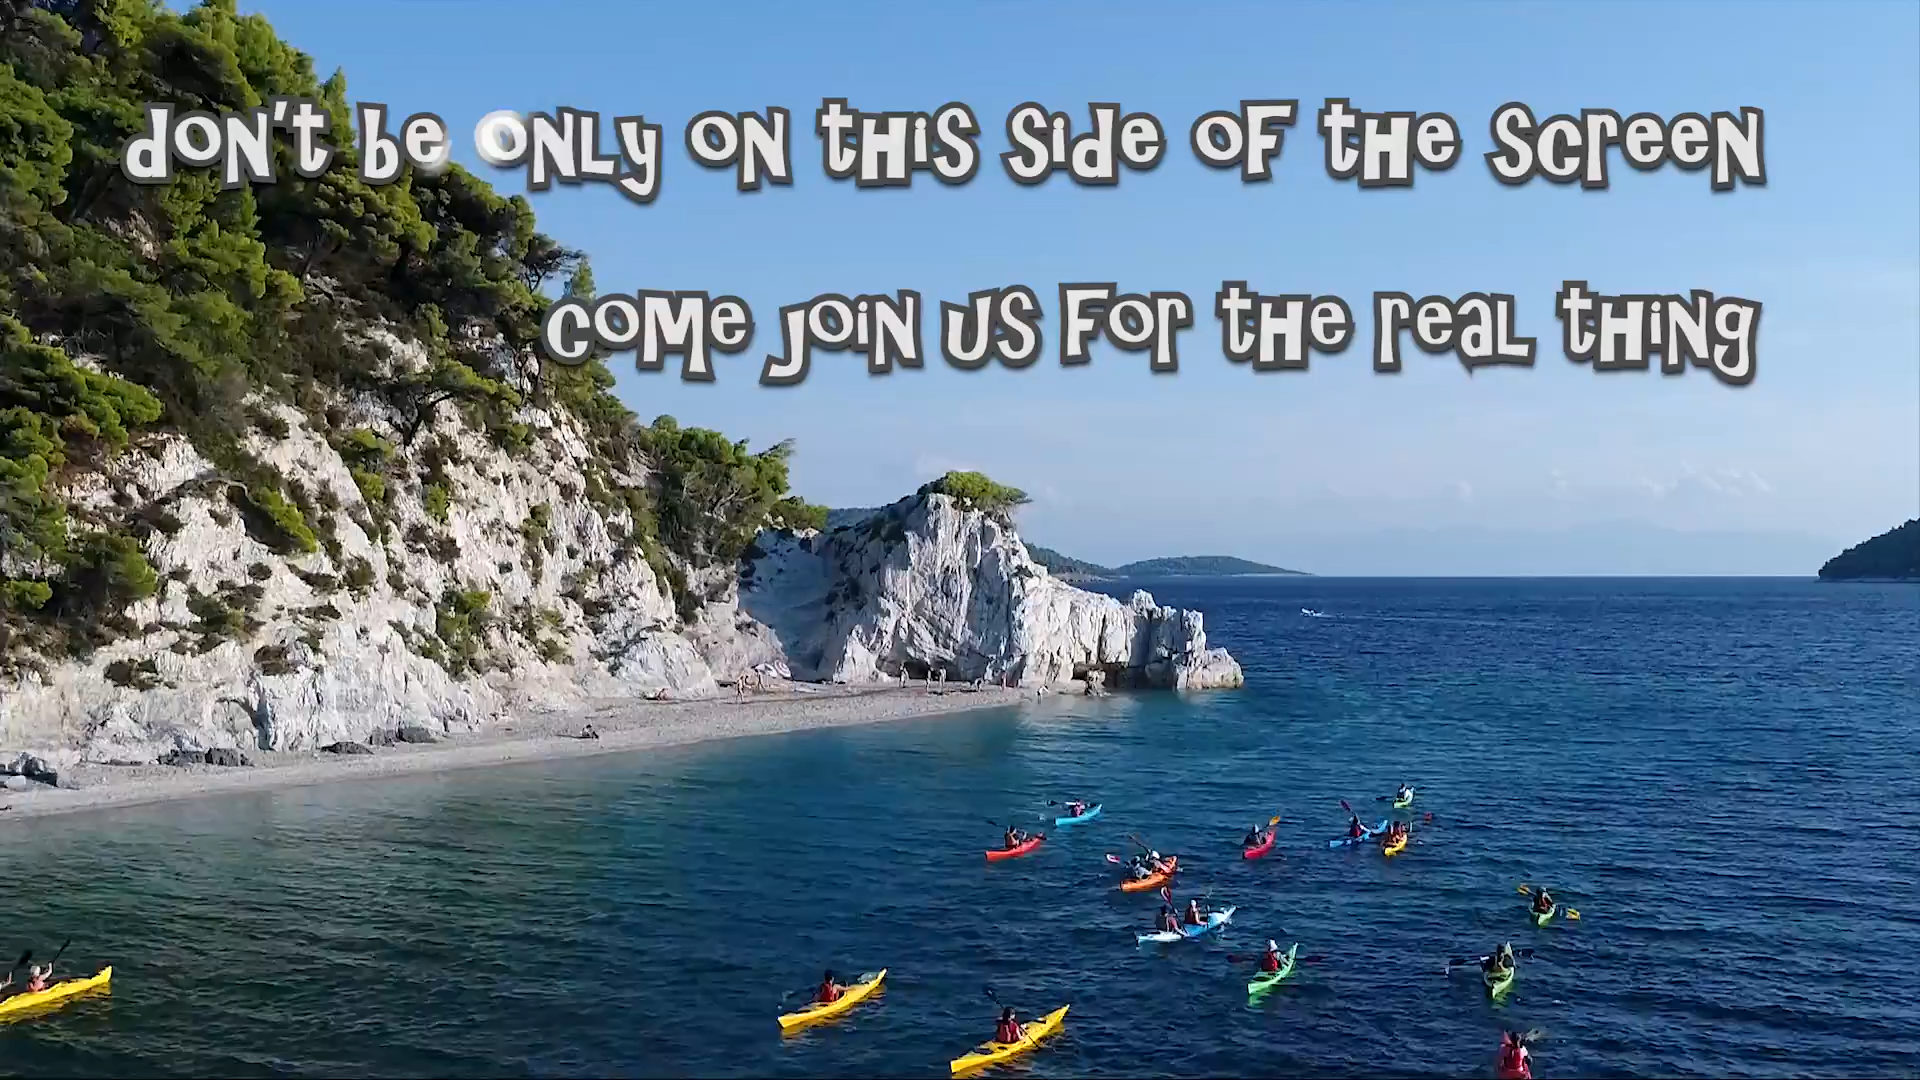 don't be only on this side of the screen
come join us for the real thing